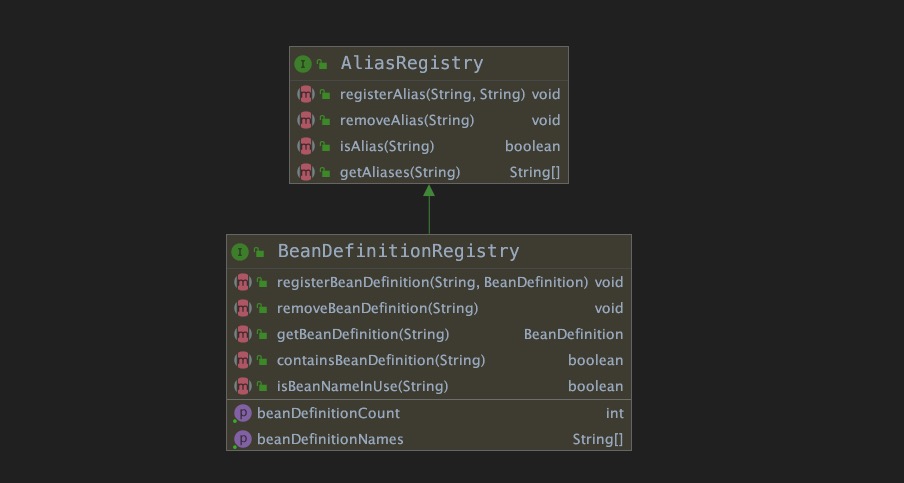 I AliasRegistry
m registerAlias(String, String) void
m removeAlias(String) void
m isAlias(String) boolean
m getAliases(String) String[]
I BeanDefinitionRegistry
m registerBeanDefinition(String, BeanDefinition) void
m removeBeanDefinition(String) void
m getBeanDefinition(String) BeanDefinition
m containsBeanDefinition(String) boolean
m isBeanNameInUse(String) boolean
p beanDefinitionCount int
p beanDefinitionNames String[]